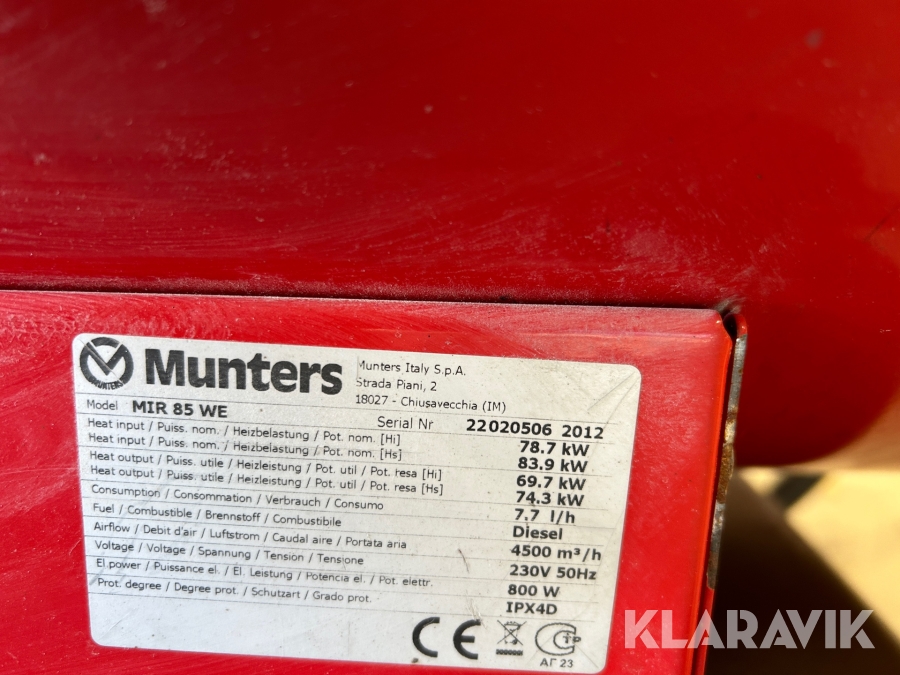 Munters
MUNTERS
Munters Italy S.p.A.
Strada Piani, 2
18027 - Chiusavecchia (IM)
Model MIR 85 WE
Serial Nr 22020506 2012
Heat input / Puiss. nom. / Heizbelastung / Pot. nom. [Hi] 78.7 kW
Heat input / Puiss. nom. / Heizbelastung / Pot. nom. [Hs] 83.9 kW
Heat output / Puiss. utile / Heizleistung / Pot. util / Pot. resa [Hi] 69.7 kW
Heat output / Puiss. utile / Heizleistung / Pot. util / Pot. resa [Hs] 74.3 kW
Consumption / Consommation / Verbrauch / Consumo 7.7 l/h
Fuel / Combustible / Brennstoff / Combustibile Diesel
Airflow / Debit d'air / Luftstrom / Caudal aire / Portata aria 4500 m³/h
Voltage / Voltage / Spannung / Tension / Tensione 230V 50Hz
El.power / Puissance el. / El. Leistung / Potencia el. / Pot. elettr. 800 W
Prot. degree / Degree prot. / Schutzart / Grado prot. IPX4D
CE
АГ 23
KLARAVIK